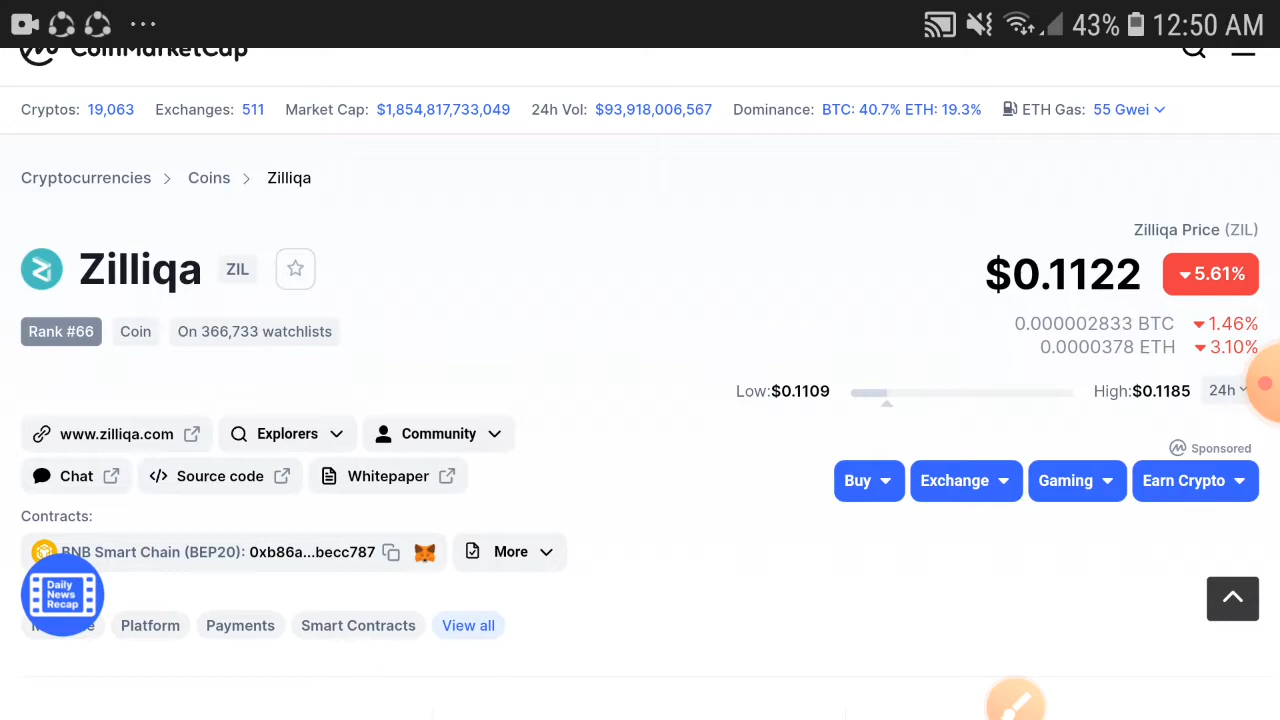 43% 12:50 AM
CoinMarketCap
Cryptos: 19,063 Exchanges: 511 Market Cap: $1,854,817,733,049 24h Vol: $93,918,006,567 Dominance: BTC: 40.7% ETH: 19.3% ETH Gas: 55 Gwei
Cryptocurrencies > Coins > Zilliqa
Zilliqa Price (ZIL)
Zilliqa ZIL $0.1122 5.61%
Rank #66 Coin On 366,733 watchlists
0.000002833 BTC 1.46%
0.0000378 ETH 3.10%
Low:$0.1109 High:$0.1185 24h
www.zilliqa.com Explorers Community
Sponsored
Chat Source code Whitepaper
Buy Exchange Gaming Earn Crypto
Contracts:
BNB Smart Chain (BEP20): 0xb86a...becc787 More
Daily
News
Recap
Platform Payments Smart Contracts View all